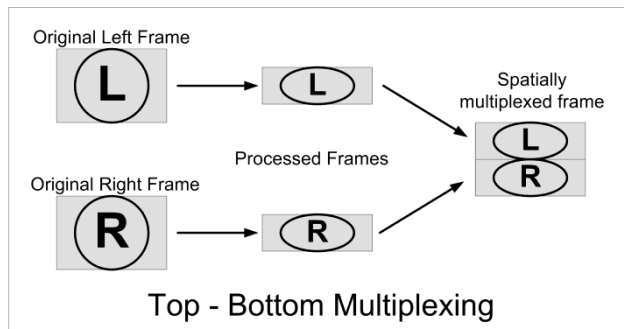 Original Left Frame
L
L
Spatially
multiplexed frame
L
R
Processed Frames
Original Right Frame
R
R
Top - Bottom Multiplexing